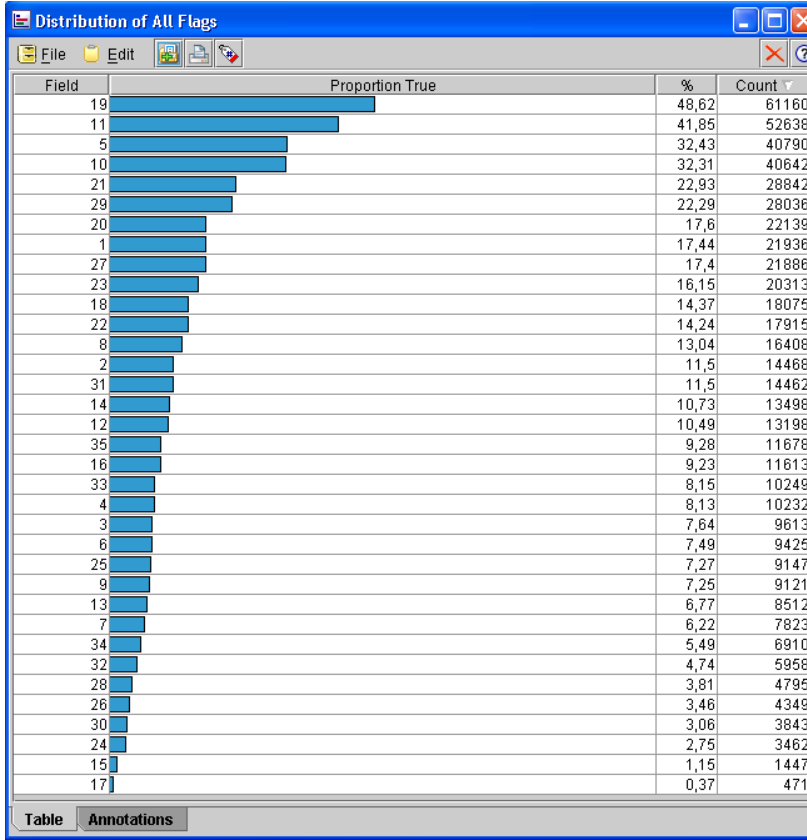 Distribution of All Flags
File Edit
Field Proportion True % Count
19 48,62 61160
11 41,85 52638
5 32,43 40790
10 32,31 40642
21 22,93 28842
29 22,29 28036
20 17,6 22139
1 17,44 21936
27 17,4 21886
23 16,15 20313
18 14,37 18075
22 14,24 17915
8 13,04 16408
2 11,5 14468
31 11,5 14462
14 10,73 13498
12 10,49 13198
35 9,28 11678
16 9,23 11613
33 8,15 10249
4 8,13 10232
3 7,64 9613
6 7,49 9425
25 7,27 9147
9 7,25 9121
13 6,77 8512
7 6,22 7823
34 5,49 6910
32 4,74 5958
28 3,81 4795
26 3,46 4349
30 3,06 3843
24 2,75 3462
15 1,15 1447
17 0,37 471
Table Annotations